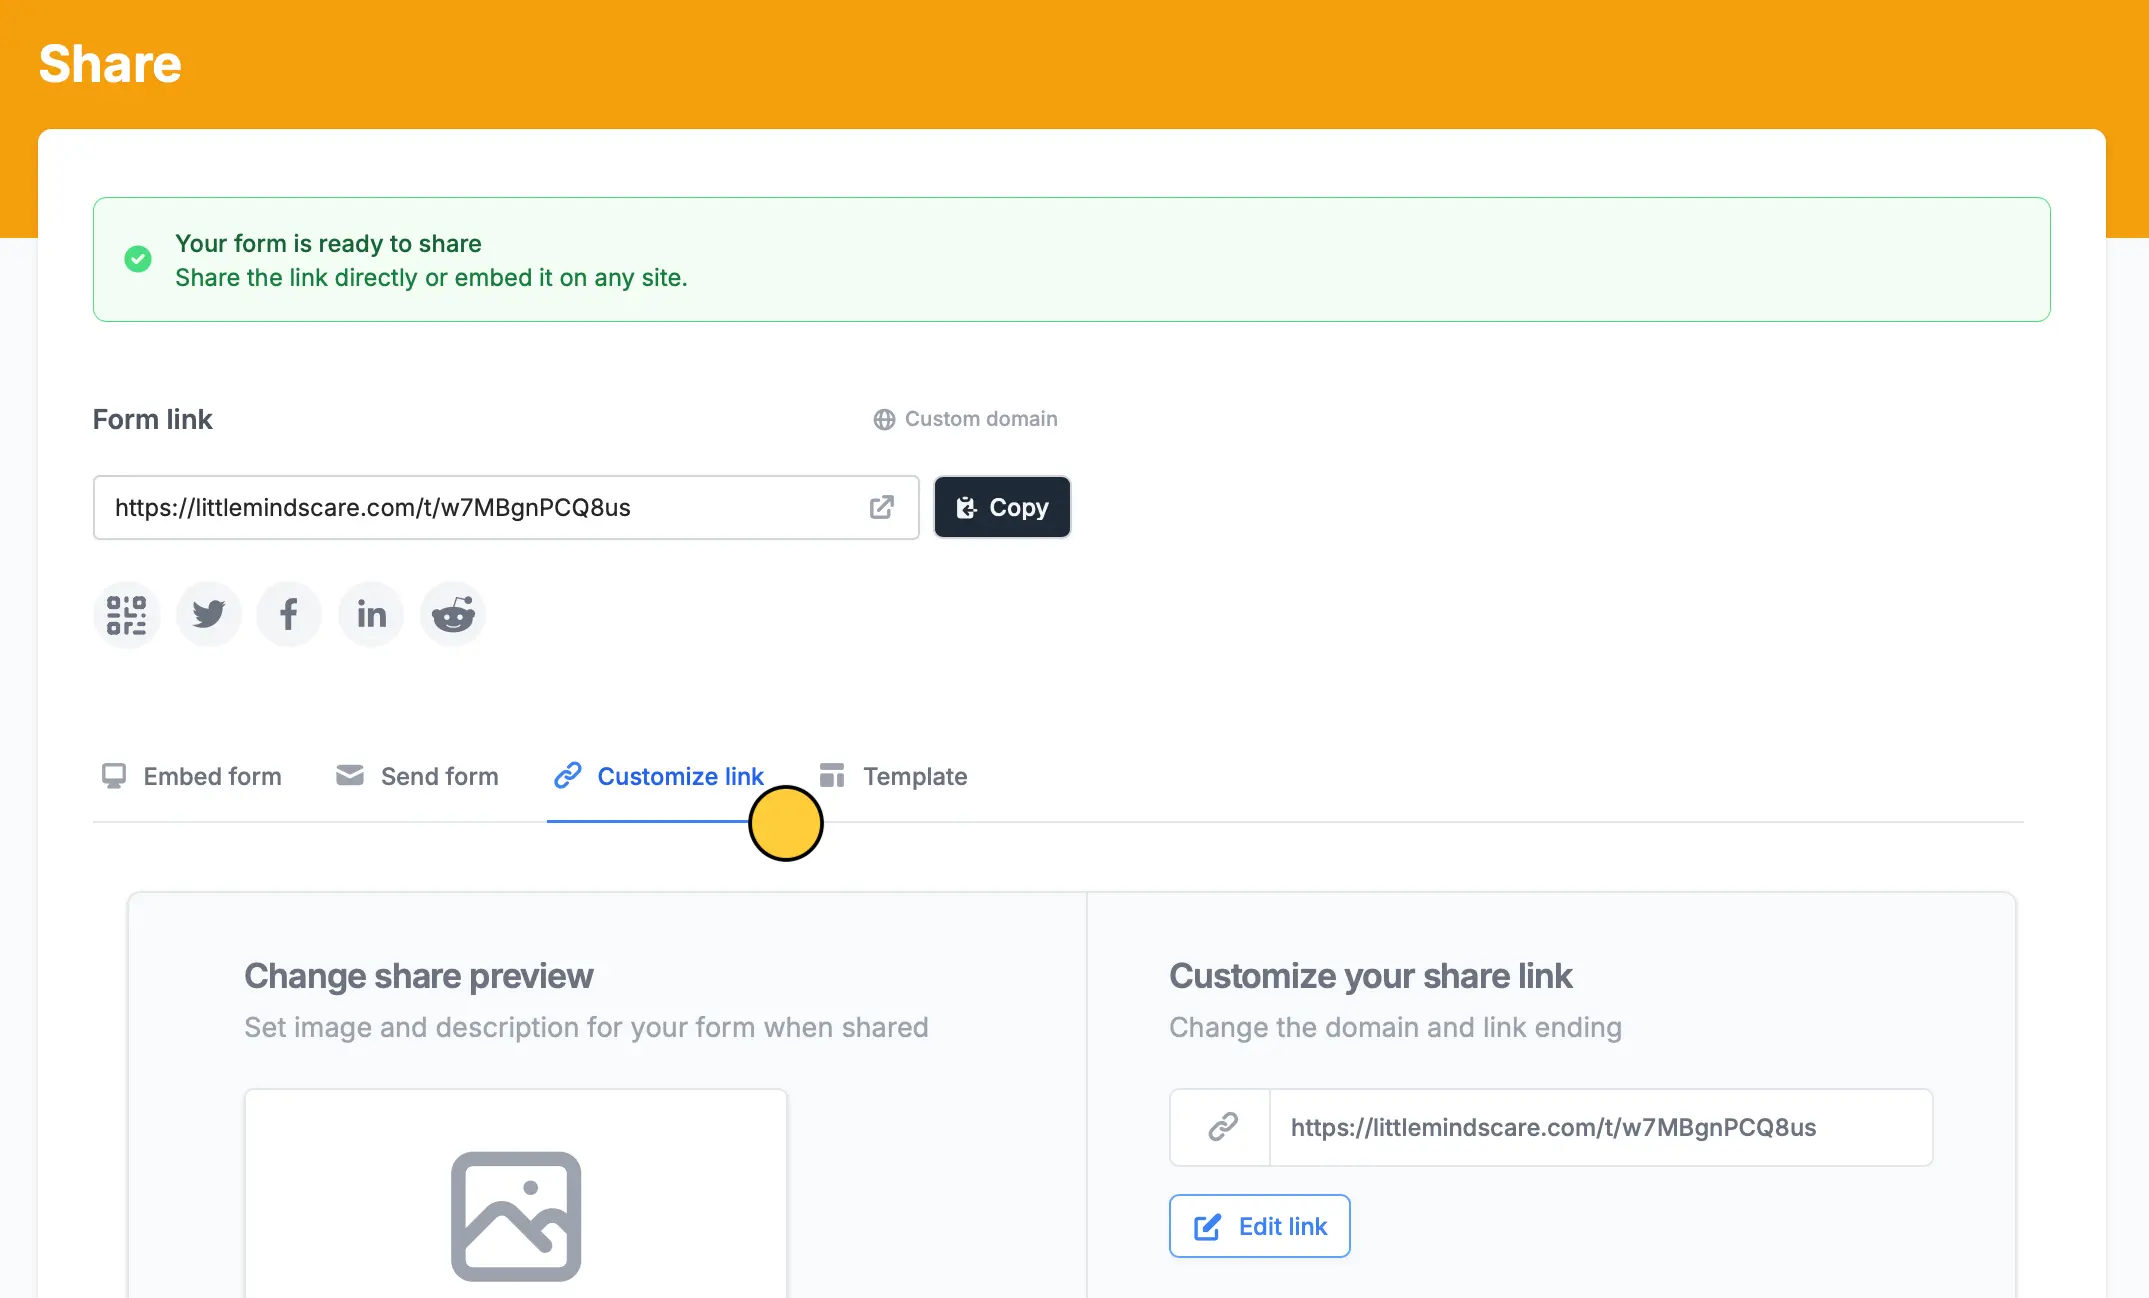 Share
Your form is ready to share
Share the link directly or embed it on any site.
Form link
Custom domain
https://littlemindscare.com/t/w7MBgnPCQ8us
Copy
Embed form
Send form
Customize link
Template
Change share preview
Set image and description for your form when shared
Customize your share link
Change the domain and link ending
https://littlemindscare.com/t/w7MBgnPCQ8us
Edit link